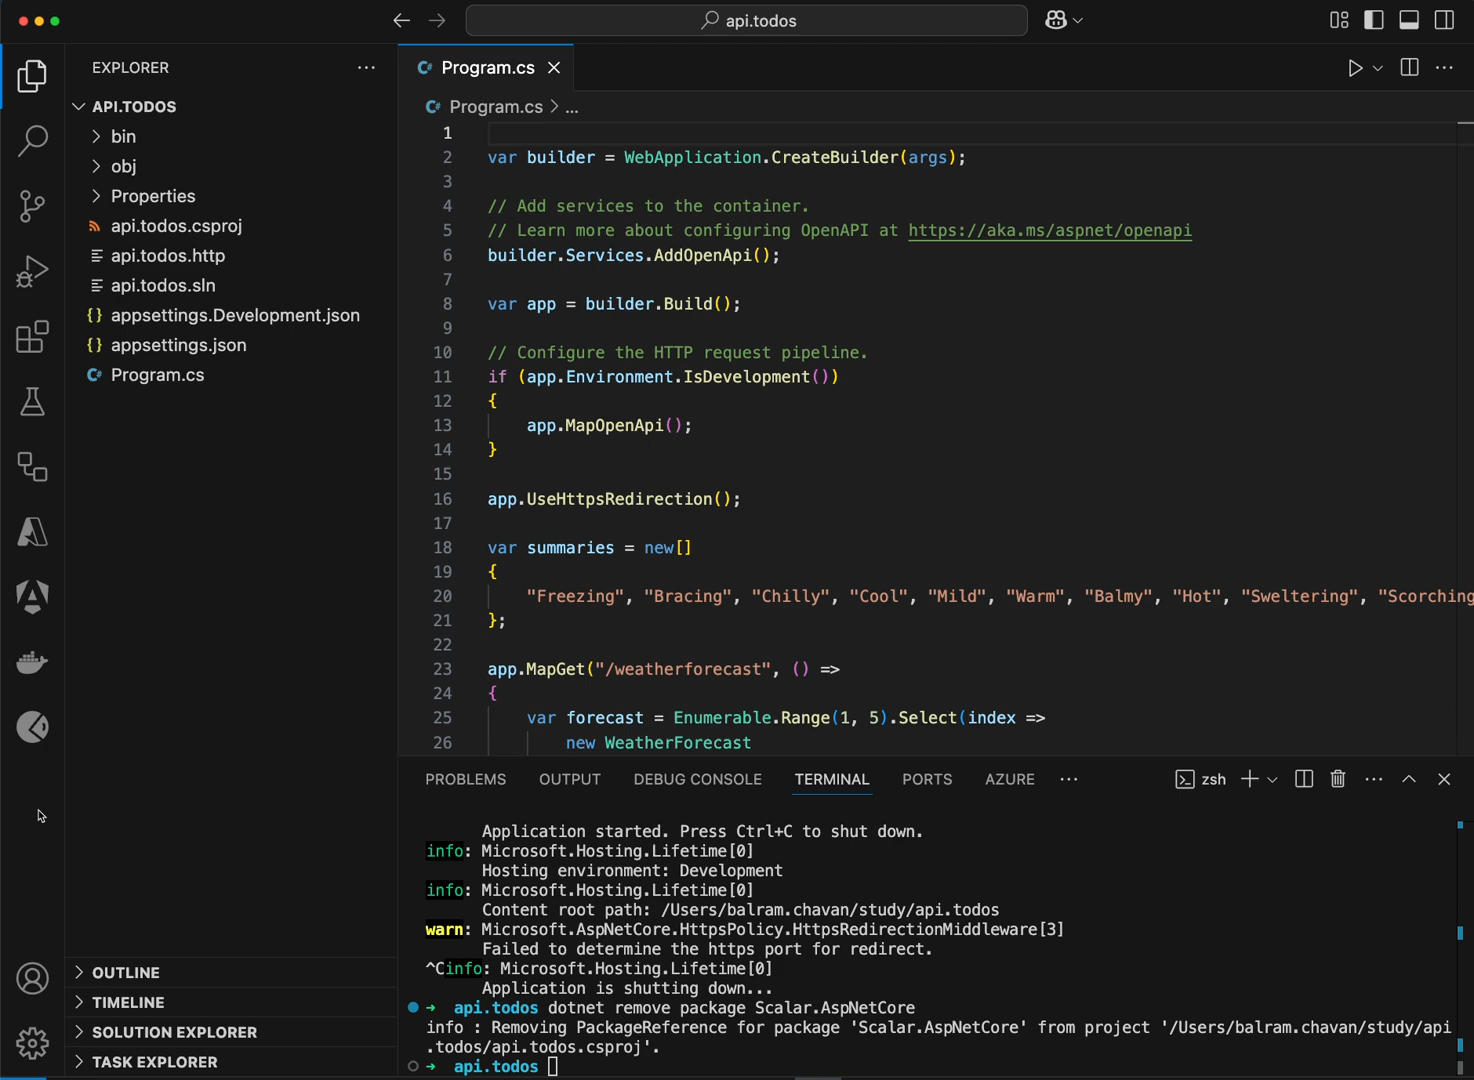 api.todos
EXPLORER
API.TODOS
bin
obj
Properties
api.todos.csproj
api.todos.http
api.todos.sln
{} appsettings.Development.json
{} appsettings.json
C# Program.cs
OUTLINE
TIMELINE
SOLUTION EXPLORER
TASK EXPLORER
C# Program.cs
C# Program.cs > ...
1
2 var builder = WebApplication.CreateBuilder(args);
3
4 // Add services to the container.
5 // Learn more about configuring OpenAPI at https://aka.ms/aspnet/openapi
6 builder.Services.AddOpenApi();
7
8 var app = builder.Build();
9
10 // Configure the HTTP request pipeline.
11 if (app.Environment.IsDevelopment())
12 {
13 app.MapOpenApi();
14 }
15
16 app.UseHttpsRedirection();
17
18 var summaries = new[]
19 {
20 "Freezing", "Bracing", "Chilly", "Cool", "Mild", "Warm", "Balmy", "Hot", "Sweltering", "Scorching
21 };
22
23 app.MapGet("/weatherforecast", () =>
24 {
25 var forecast = Enumerable.Range(1, 5).Select(index =>
26 new WeatherForecast
PROBLEMS OUTPUT DEBUG CONSOLE TERMINAL PORTS AZURE ... zsh
Application started. Press Ctrl+C to shut down.
info: Microsoft.Hosting.Lifetime[0]
Hosting environment: Development
info: Microsoft.Hosting.Lifetime[0]
Content root path: /Users/balram.chavan/study/api.todos
warn: Microsoft.AspNetCore.HttpsPolicy.HttpsRedirectionMiddleware[3]
Failed to determine the https port for redirect.
^Cinfo: Microsoft.Hosting.Lifetime[0]
Application is shutting down...
→ api.todos dotnet remove package Scalar.AspNetCore
info : Removing PackageReference for package 'Scalar.AspNetCore' from project '/Users/balram.chavan/study/api
.todos/api.todos.csproj'.
→ api.todos